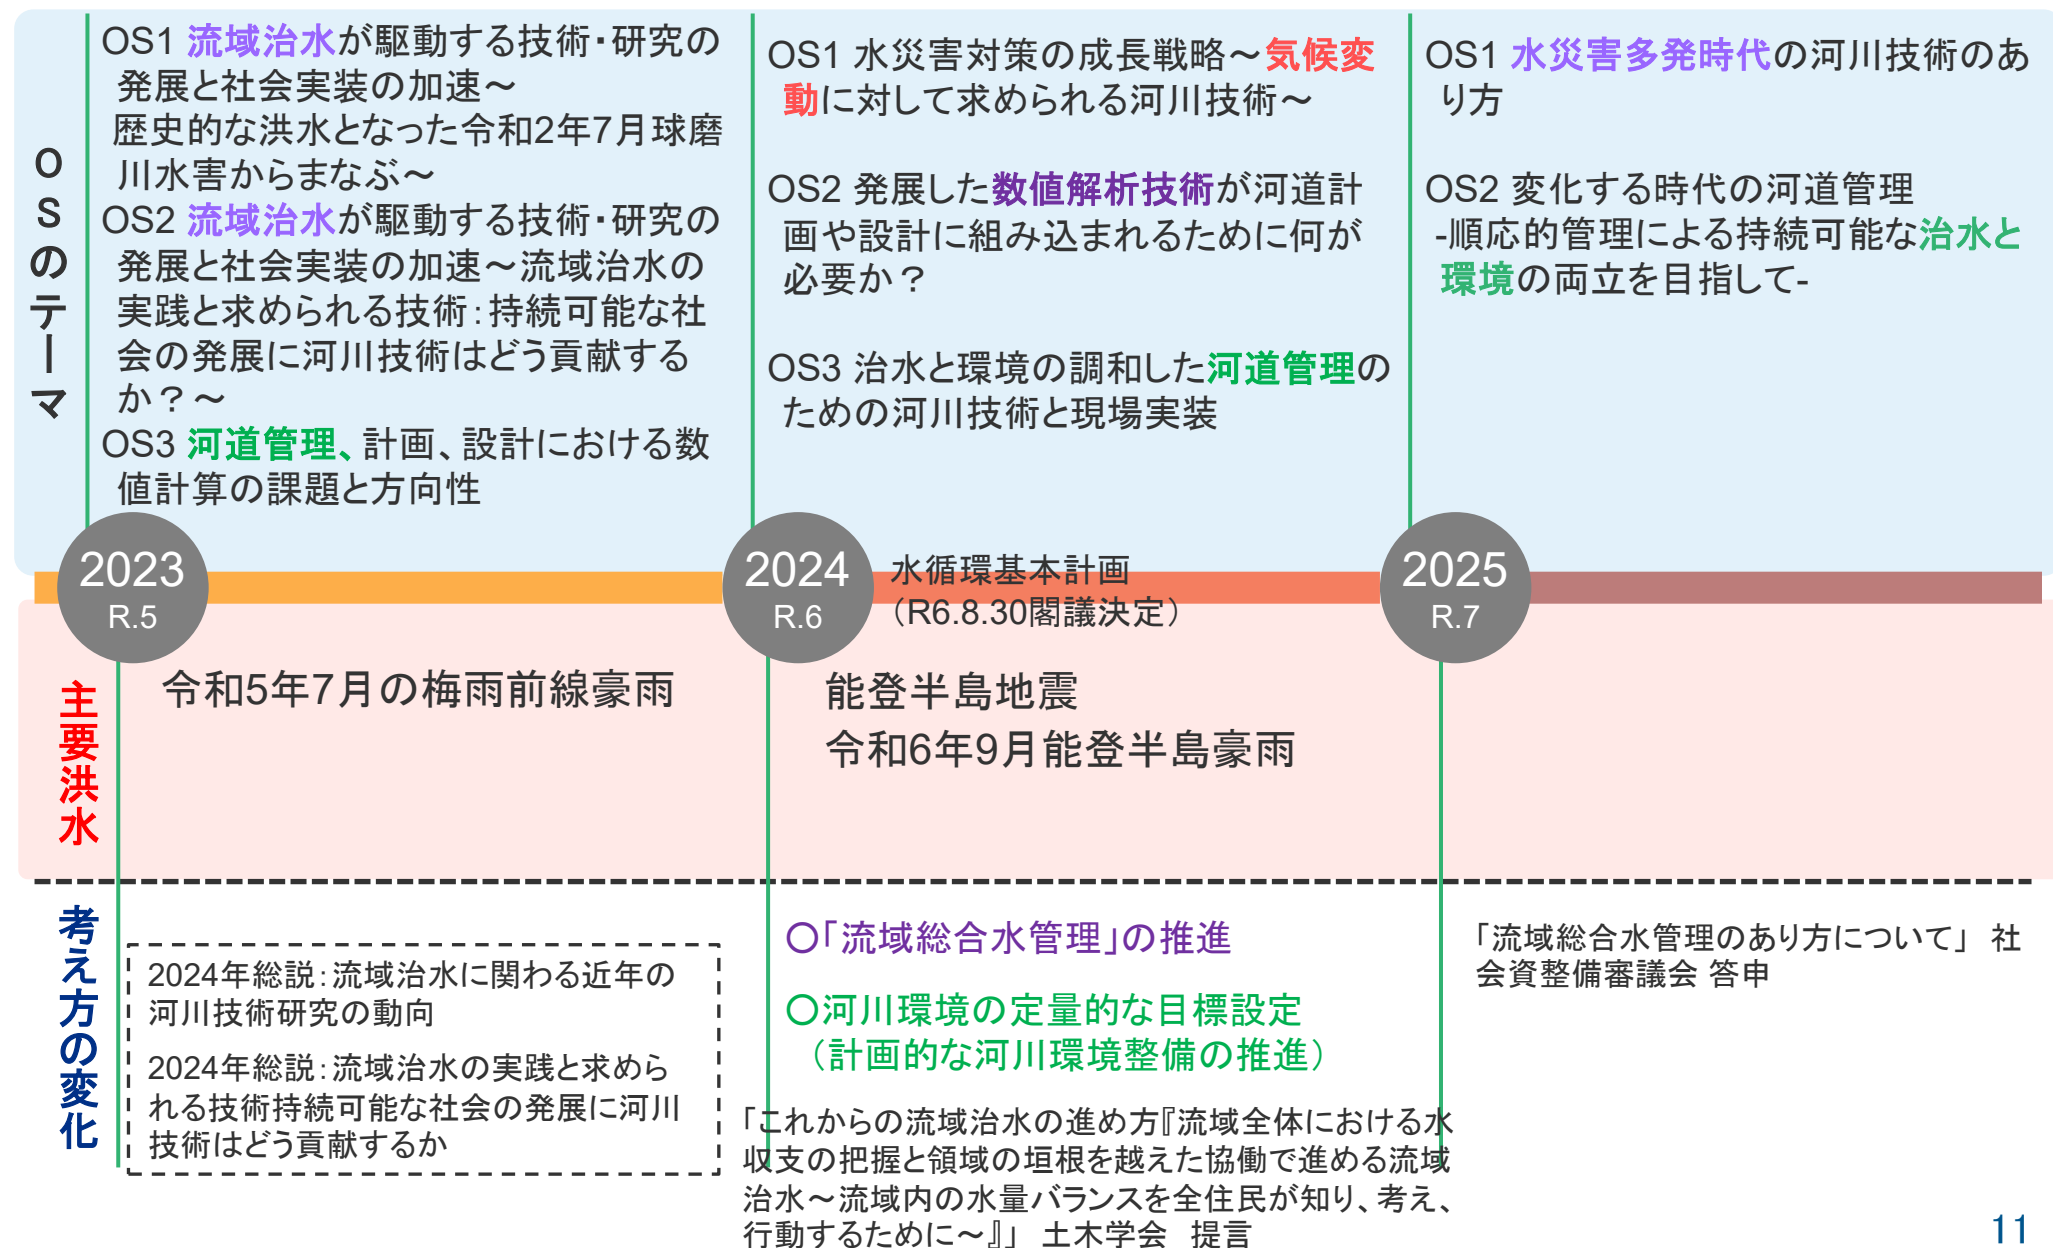 OSのテーマ
OS1 流域治水が駆動する技術・研究の
発展と社会実装の加速～
歴史的な洪水となった令和2年7月球磨
川水害からまなぶ～
OS2 流域治水が駆動する技術・研究の
発展と社会実装の加速～流域治水の
実践と求められる技術：持続可能な社
会の発展に河川技術はどう貢献する
か？～
OS3 河道管理、計画、設計における数
値計算の課題と方向性
OS1 水災害対策の成長戦略～気候変
動に対して求められる河川技術～
OS2 発展した数値解析技術が河道計
画や設計に組み込まれるために何が
必要か？
OS3 治水と環境の調和した河道管理の
ための河川技術と現場実装
OS1 水災害多発時代の河川技術のあ
り方
OS2 変化する時代の河道管理
-順応的管理による持続可能な治水と
環境の両立を目指して-
2023
R.5
2024
R.6
水循環基本計画
（R6.8.30閣議決定）
2025
R.7
主要洪水
令和5年7月の梅雨前線豪雨
能登半島地震
令和6年9月能登半島豪雨
考え方の変化
2024年総説：流域治水に関わる近年の
河川技術研究の動向
2024年総説：流域治水の実践と求めら
れる技術持続可能な社会の発展に河川
技術はどう貢献するか
〇「流域総合水管理」の推進
〇河川環境の定量的な目標設定
（計画的な河川環境整備の推進）
「これからの流域治水の進め方『流域全体における水
収支の把握と領域の垣根を越えた協働で進める流域
治水～流域内の水量バランスを全住民が知り、考え、
行動するために～』」　土木学会　提言
「流域総合水管理のあり方について」　社
会資整備審議会 答申
11